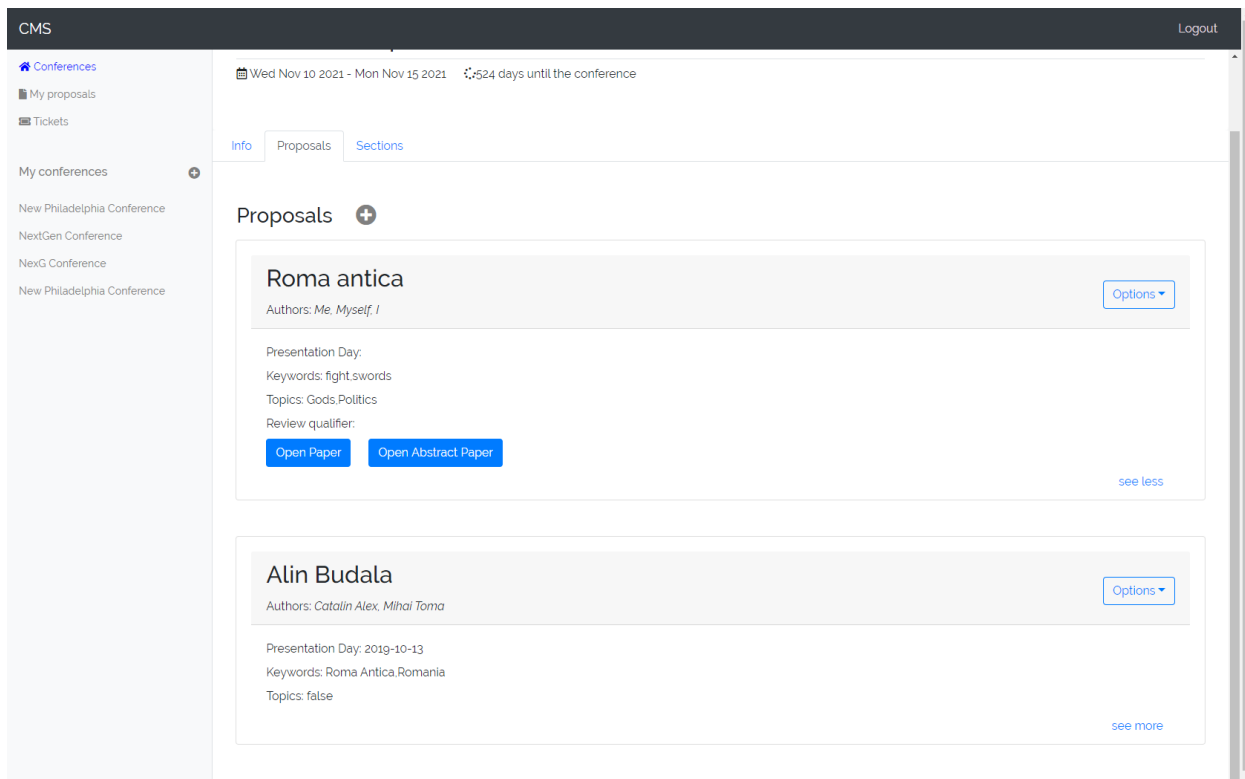 CMS
Logout
Conferences
My proposals
Tickets
My conferences
New Philadelphia Conference
NextGen Conference
NexG Conference
New Philadelphia Conference
Wed Nov 10 2021 - Mon Nov 15 2021 524 days until the conference
Info Proposals Sections
Proposals
Roma antica
Authors: Me, Myself, I
Options
Presentation Day:
Keywords: fight,swords
Topics: Gods,Politics
Review qualifier:
Open Paper Open Abstract Paper
see less
Alin Budala
Authors: Catalin Alex, Mihai Toma
Options
Presentation Day: 2019-10-13
Keywords: Roma Antica,Romania
Topics: false
see more